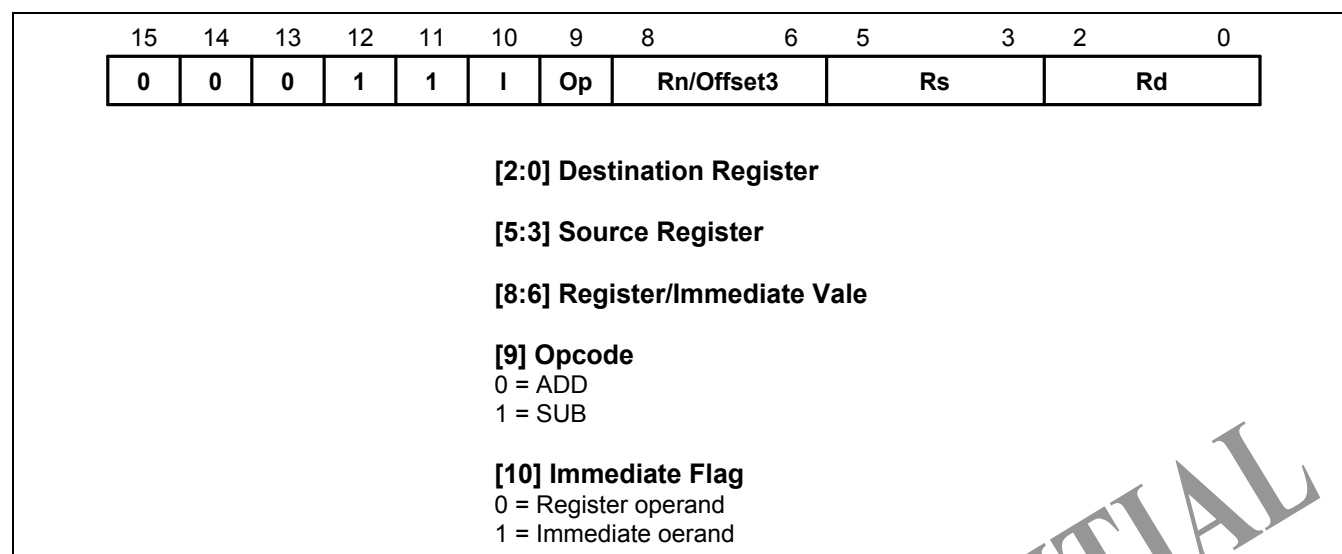 15 14 13 12 11 10 9 8 6 5 3 2 0
0 0 0 1 1 I Op Rn/Offset3 Rs Rd
[2:0] Destination Register
[5:3] Source Register
[8:6] Register/Immediate Vale
[9] Opcode
0 = ADD
1 = SUB
[10] Immediate Flag
0 = Register operand
1 = Immediate oerand